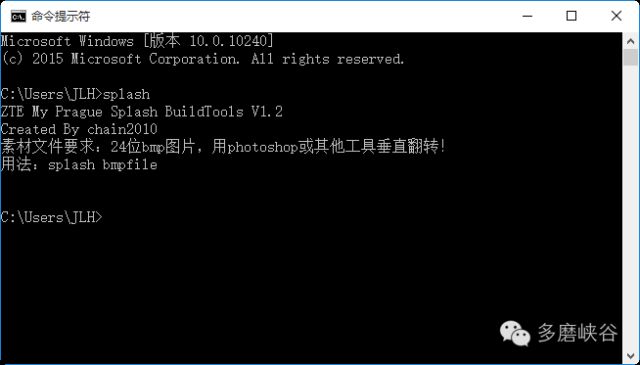 命令提示符
Microsoft Windows [版本 10.0.10240]
(c) 2015 Microsoft Corporation. All rights reserved.
C:\Users\JLH>splash
ZTE My Prague Splash BuildTools V1.2
Created By chain2010
素材文件要求：24位bmp图片，用photoshop或其他工具垂直翻转!
用法：splash bmpfile
C:\Users\JLH>
多磨峡谷